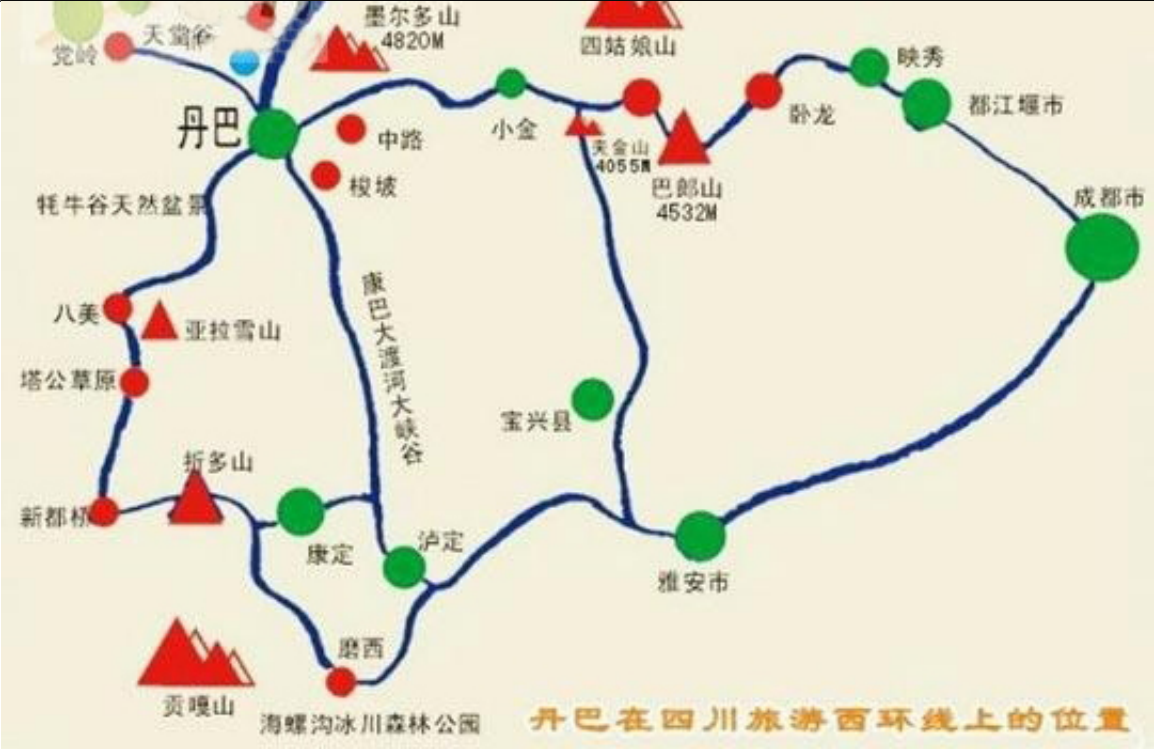 墨尔多山
4820M
天堂谷
党岭
四姑娘山
映秀
都江堰市
卧龙
小金
丹巴
中路
夹金山
4055M
梭坡
巴郎山
4532M
成都市
牦牛谷天然盆景
康巴大渡河大峡谷
八美
亚拉雪山
塔公草原
宝兴县
折多山
新都桥
康定
泸定
雅安市
磨西
贡嘎山
海螺沟冰川森林公园
丹巴在四川旅游西环线上的位置